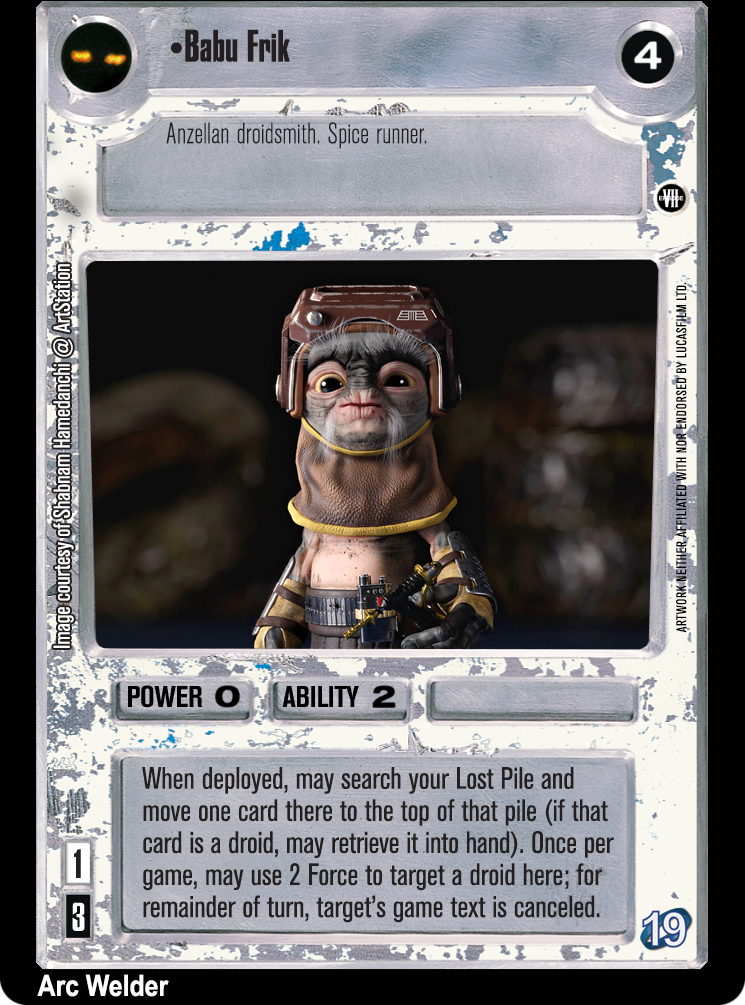 •Babu Frik
4
Anzellan droidsmith. Spice runner.
EPISODE VII
Image courtesy of Shabnam Hamedanchi @ ArtStation
ARTWORK NEITHER AFFILIATED WITH NOR ENDORSED BY LUCASFILM LTD.
POWER 0 ABILITY 2
When deployed, may search your Lost Pile and
move one card there to the top of that pile (if that
card is a droid, may retrieve it into hand). Once per
game, may use 2 Force to target a droid here; for
remainder of turn, target's game text is canceled.
1
3
19
Arc Welder